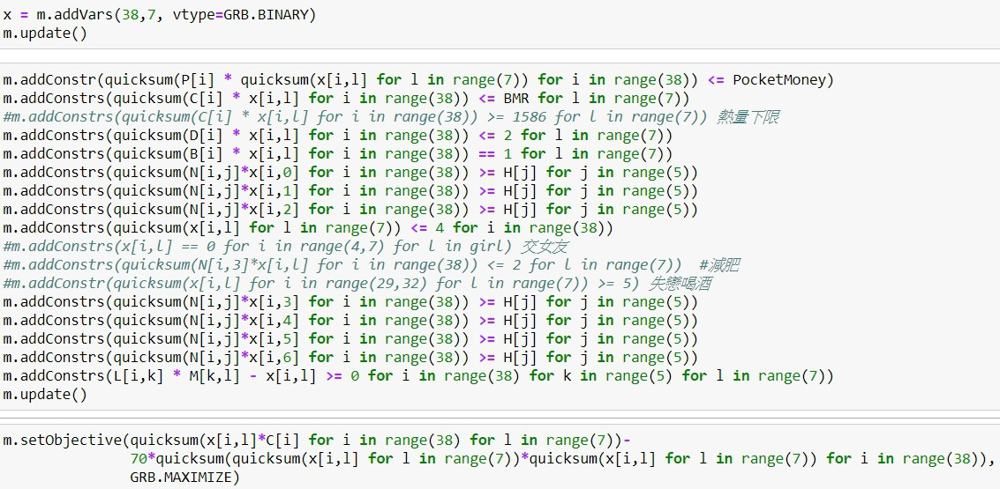 x = m.addVars(38,7, vtype=GRB.BINARY)
m.update()
m.addConstr(quicksum(P[i] * quicksum(x[i,l] for l in range(7)) for i in range(38)) <= PocketMoney)
m.addConstrs(quicksum(C[i] * x[i,l] for i in range(38)) <= BMR for l in range(7))
#m.addConstrs(quicksum(C[i] * x[i,l] for i in range(38)) >= 1586 for l in range(7)) 熱量下限
m.addConstrs(quicksum(D[i] * x[i,l] for i in range(38)) <= 2 for l in range(7))
m.addConstrs(quicksum(B[i] * x[i,l] for i in range(38)) == 1 for l in range(7))
m.addConstrs(quicksum(N[i,j]*x[i,0] for i in range(38)) >= H[j] for j in range(5))
m.addConstrs(quicksum(N[i,j]*x[i,1] for i in range(38)) >= H[j] for j in range(5))
m.addConstrs(quicksum(N[i,j]*x[i,2] for i in range(38)) >= H[j] for j in range(5))
m.addConstrs(quicksum(x[i,l] for l in range(7)) <= 4 for i in range(38))
#m.addConstrs(x[i,l] == 0 for i in range(4,7) for l in girl) 交女友
#m.addConstrs(quicksum(N[i,3]*x[i,l] for i in range(38)) <= 2 for l in range(7))  #減肥
#m.addConstr(quicksum(x[i,l] for i in range(29,32) for l in range(7)) >= 5) 失戀喝酒
m.addConstrs(quicksum(N[i,j]*x[i,3] for i in range(38)) >= H[j] for j in range(5))
m.addConstrs(quicksum(N[i,j]*x[i,4] for i in range(38)) >= H[j] for j in range(5))
m.addConstrs(quicksum(N[i,j]*x[i,5] for i in range(38)) >= H[j] for j in range(5))
m.addConstrs(quicksum(N[i,j]*x[i,6] for i in range(38)) >= H[j] for j in range(5))
m.addConstrs(L[i,k] * M[k,l] - x[i,l] >= 0 for i in range(38) for k in range(5) for l in range(7))
m.update()
m.setObjective(quicksum(x[i,l]*C[i] for i in range(38) for l in range(7))-
70*quicksum(quicksum(x[i,l] for l in range(7))*quicksum(x[i,l] for l in range(7)) for i in range(38)),
GRB.MAXIMIZE)